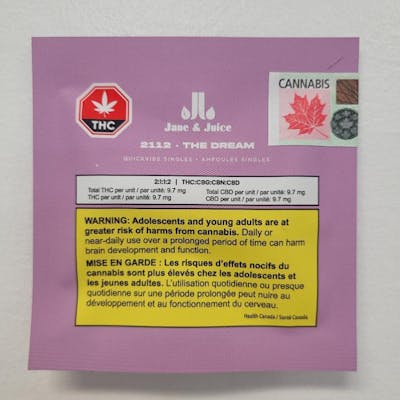 CANNABIS
THC
Jane & Juice
2112 · THE DREAM
QUICKVIBE SINGLES · AMPOULES SINGLES
2:1:1:2 | THC:CBG:CBN:CBD
Total THC per unit / par unité: 9.7 mg Total CBD per unit / par unité: 9.7 mg
THC per unit / par unité: 9.7 mg CBD per unit / par unité: 9.7 mg
WARNING: Adolescents and young adults are at
greater risk of harms from cannabis. Daily or
near-daily use over a prolonged period of time can harm
brain development and function.
MISE EN GARDE : Les risques d'effets nocifs du
cannabis sont plus élevés chez les adolescents et
les jeunes adultes. L'utilisation quotidienne ou presque
quotidienne sur une période prolongée peut nuire au
développement et au fonctionnement du cerveau.
Health Canada / Santé Canada